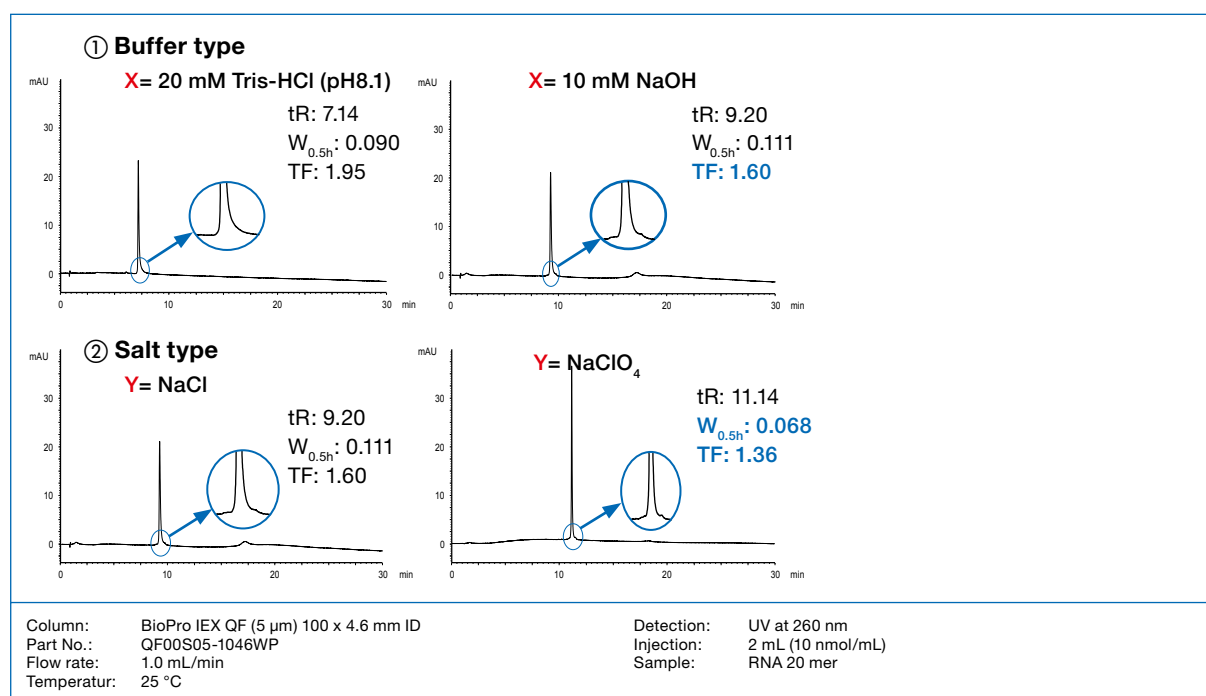 ① Buffer type
X= 20 mM Tris-HCl (pH8.1)
mAU
30
20
10
0
0
10
20
30
min
tR: 7.14
W0.5h: 0.090
TF: 1.95
X= 10 mM NaOH
mAU
30
20
10
0
0
10
20
30
min
tR: 9.20
W0.5h: 0.111
TF: 1.60
② Salt type
Y= NaCl
mAU
30
20
10
0
0
10
20
30
min
tR: 9.20
W0.5h: 0.111
TF: 1.60
Y= NaClO4
mAU
30
20
10
0
0
10
20
30
min
tR: 11.14
W0.5h: 0.068
TF: 1.36
Column: BioPro IEX QF (5 µm) 100 x 4.6 mm ID
Part No.: QF00S05-1046WP
Flow rate: 1.0 mL/min
Temperatur: 25 °C
Detection: UV at 260 nm
Injection: 2 mL (10 nmol/mL)
Sample: RNA 20 mer